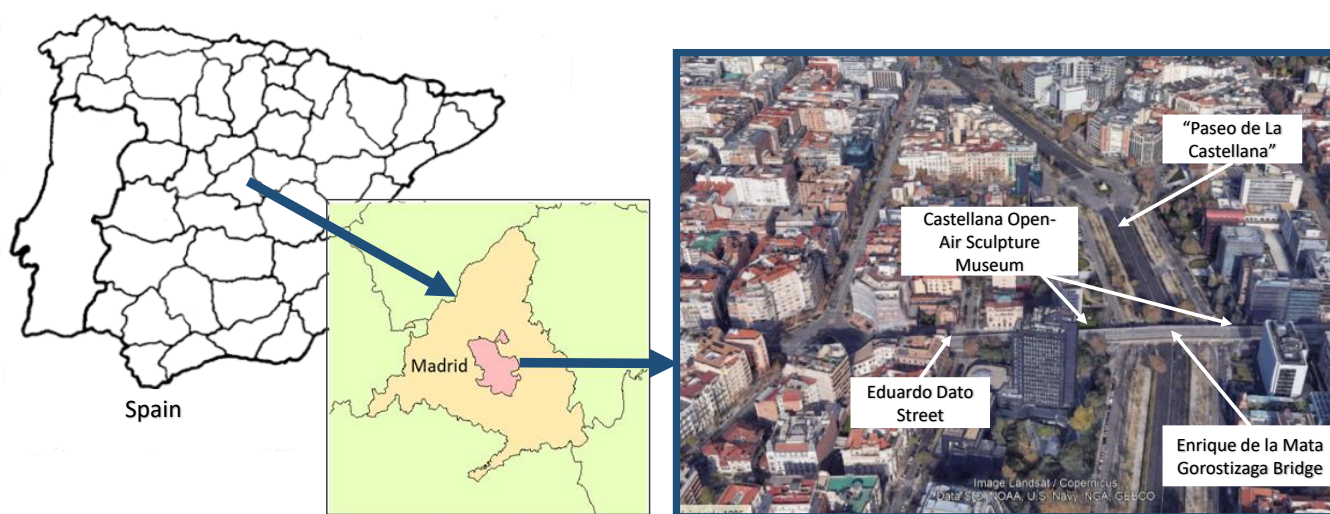 Spain
Madrid
“Paseo de La
Castellana”
Castellana Open-
Air Sculpture
Museum
Eduardo Dato
Street
Enrique de la Mata
Gorostizaga Bridge
Image Landsat / Copernicus
Data SIO, NOAA, U.S. Navy, NGA, GEBCO